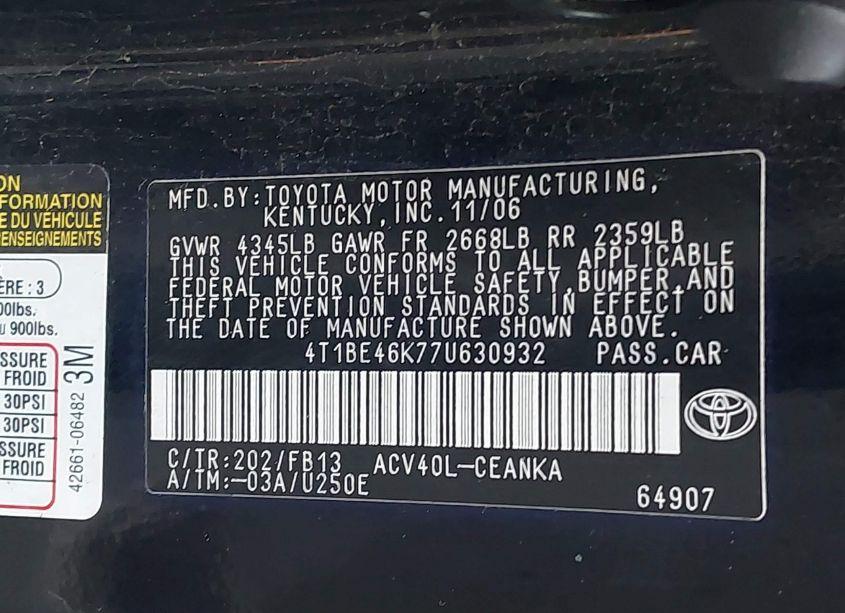 ON
FORMATION
E DU VÉHICULE
RENSEIGNEMENTS
ÈRE : 3
00lbs.
u 900lbs.
SSURE
FROID
30PSI
30PSI
SSURE
FROID
42661-06482 3M
MFD.BY:TOYOTA MOTOR MANUFACTURING,
KENTUCKY,INC.11/06
GVWR 4345LB GAWR FR 2668LB RR 2359LB
THIS VEHICLE CONFORMS TO ALL APPLICABLE
FEDERAL MOTOR VEHICLE SAFETY,BUMPER,AND
THEFT PREVENTION STANDARDS IN EFFECT ON
THE DATE OF MANUFACTURE SHOWN ABOVE.
4T1BE46K77U630932 PASS.CAR
C/TR:202/FB13 ACV40L-CEANKA
A/TM:-03A/U250E
64907